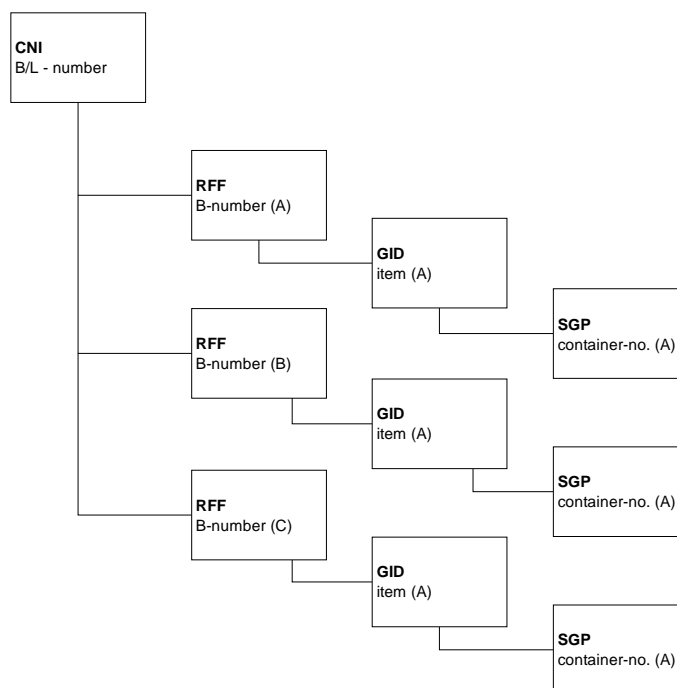 CNI
B/L - number
RFF
B-number (A)
GID
item (A)
SGP
container-no. (A)
RFF
B-number (B)
GID
item (A)
SGP
container-no. (A)
RFF
B-number (C)
GID
item (A)
SGP
container-no. (A)